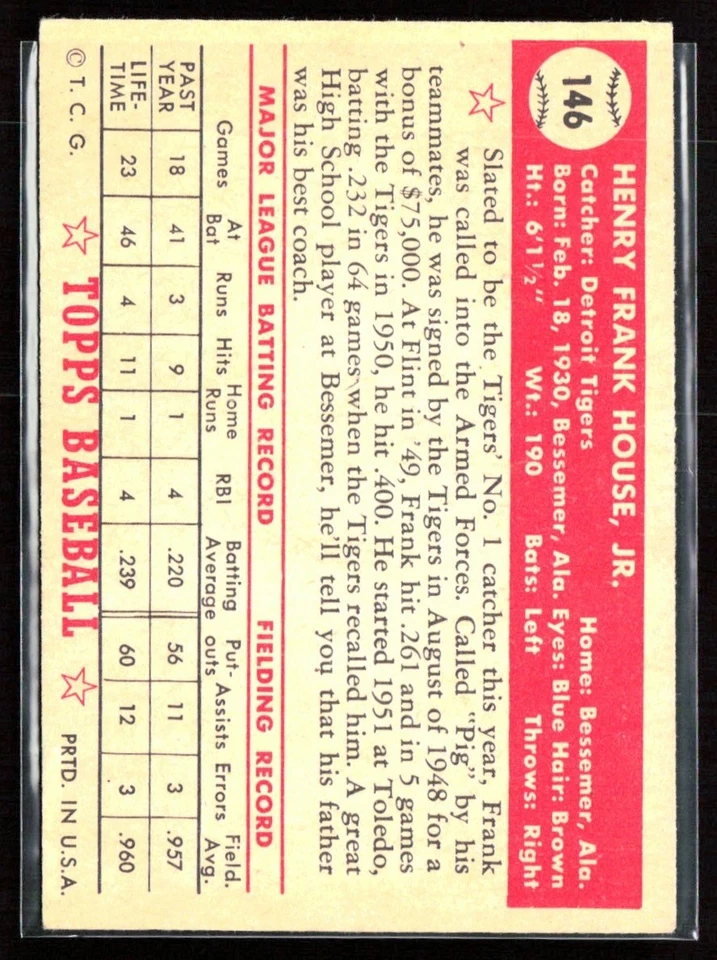 146
HENRY FRANK HOUSE, JR.
Catcher: Detroit Tigers Home: Bessemer, Ala.
Born: Feb. 18, 1930, Bessemer, Ala. Eyes: Blue Hair: Brown
Ht.: 6'1½" Wt.: 190 Bats: Left Throws: Right
Slated to be the Tigers' No. 1 catcher this year, Frank
was called into the Armed Forces. Called "Pig" by his
teammates, he was signed by the Tigers in August of 1948 for a
bonus of $75,000. At Flint in '49, Frank hit .261 and in 5 games
with the Tigers in 1950, he hit .400. He started 1951 at Toledo,
batting .232 in 64 games when the Tigers recalled him. A great
High School player at Bessemer, he'll tell you that his father
was his best coach.
MAJOR LEAGUE BATTING RECORD FIELDING RECORD
Games At Bat Runs Hits Home Runs RBI Batting Average Put-outs Assists Errors Field. Avg.
PAST YEAR 18 41 3 9 1 4 .220 56 11 3 .957
LIFE-TIME 23 46 4 11 1 4 .239 60 12 3 .960
© T. C. G. TOPPS BASEBALL PRTD. IN U.S.A.